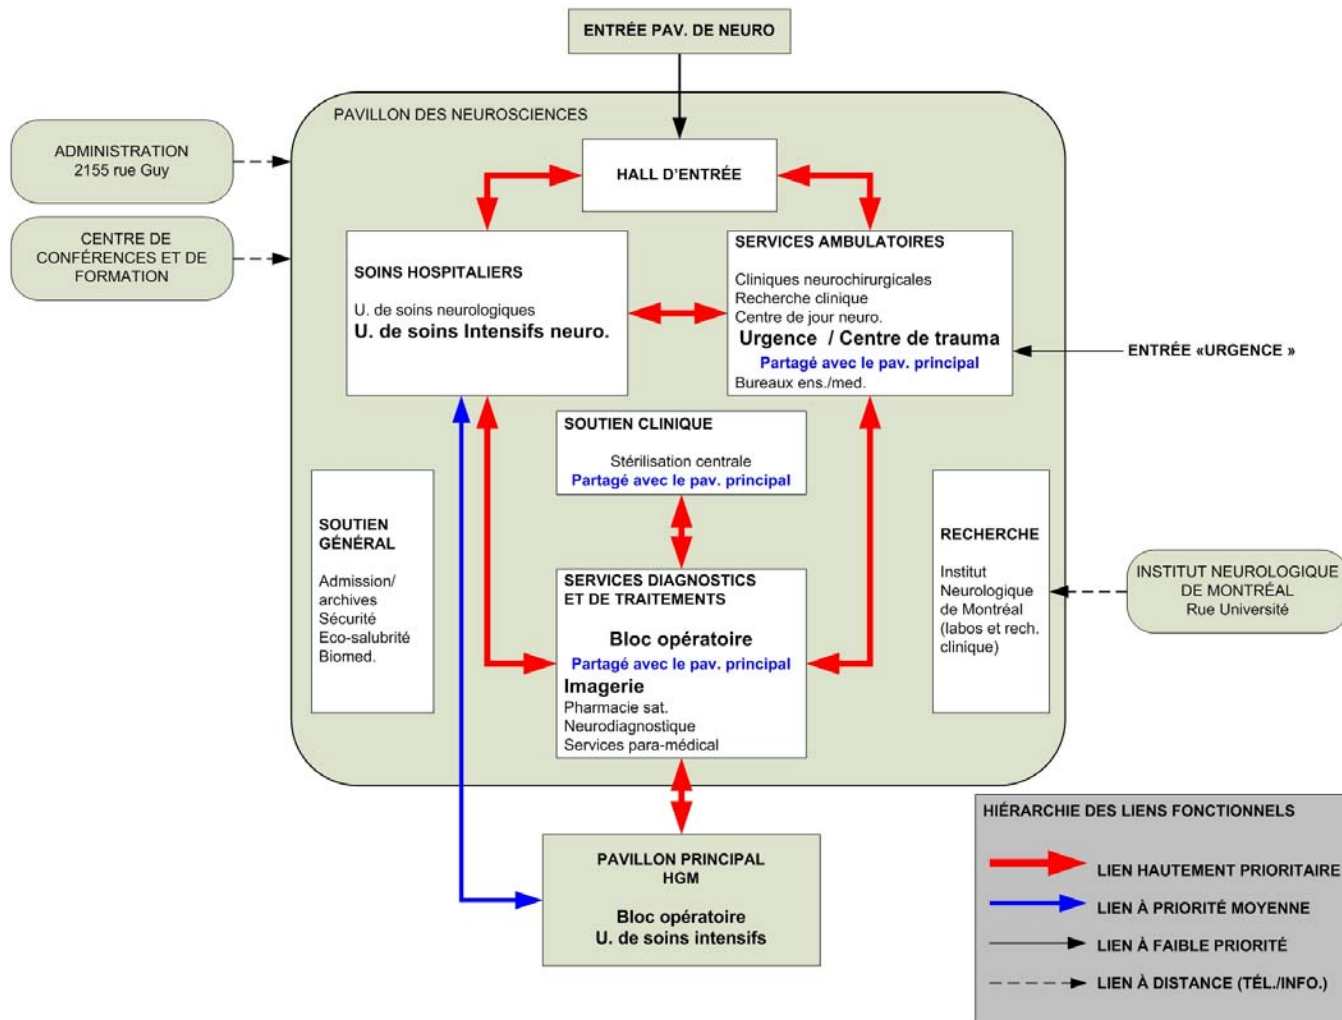 ENTRÉE PAV. DE NEURO
PAVILLON DES NEUROSCIENCES
ADMINISTRATION
2155 rue Guy
CENTRE DE
CONFÉRENCES ET DE
FORMATION
HALL D'ENTRÉE
SOINS HOSPITALIERS
U. de soins neurologiques
U. de soins Intensifs neuro.
SERVICES AMBULATOIRES
Cliniques neurochirurgicales
Recherche clinique
Centre de jour neuro.
Urgence / Centre de trauma
Partagé avec le pav. principal
Bureaux ens./med.
ENTRÉE «URGENCE »
SOUTIEN CLINIQUE
Stérilisation centrale
Partagé avec le pav. principal
SOUTIEN
GÉNÉRAL
Admission/
archives
Sécurité
Eco-salubrité
Biomed.
SERVICES DIAGNOSTICS
ET DE TRAITEMENTS
Bloc opératoire
Partagé avec le pav. principal
Imagerie
Pharmacie sat.
Neurodiagnostique
Services para-médical
RECHERCHE
Institut
Neurologique
de Montréal
(labos et rech.
clinique)
INSTITUT NEUROLOGIQUE
DE MONTRÉAL
Rue Université
PAVILLON PRINCIPAL
HGM
Bloc opératoire
U. de soins intensifs
HIÉRARCHIE DES LIENS FONCTIONNELS
LIEN HAUTEMENT PRIORITAIRE
LIEN À PRIORITÉ MOYENNE
LIEN À FAIBLE PRIORITÉ
LIEN À DISTANCE (TÉL./INFO.)